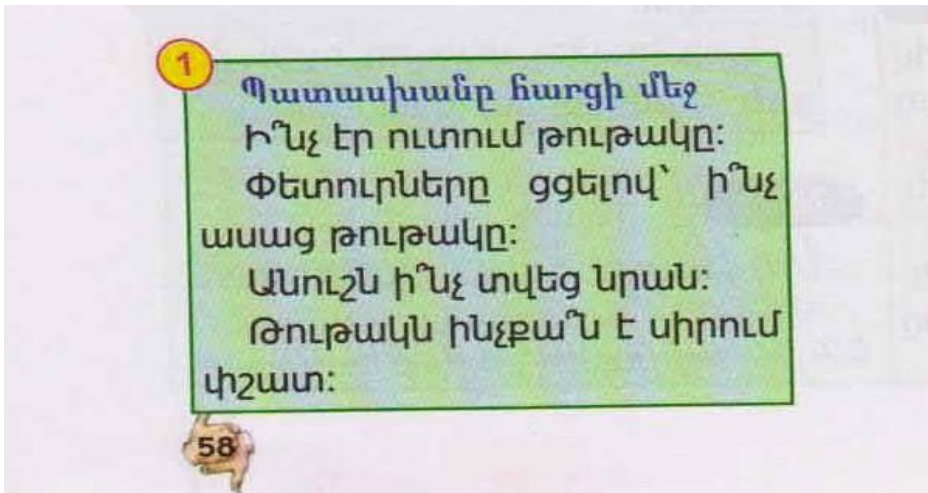 1
Պատասխանը հարցի մեջ
Ի՞նչ էր ուտում թութակը:
Փետուրները ցցելով՝ ի՞նչ
ասաց թութակը:
Անուշն ի՞նչ տվեց նրան:
Թութակն ինչքա՞ն է սիրում
փշատ:
58